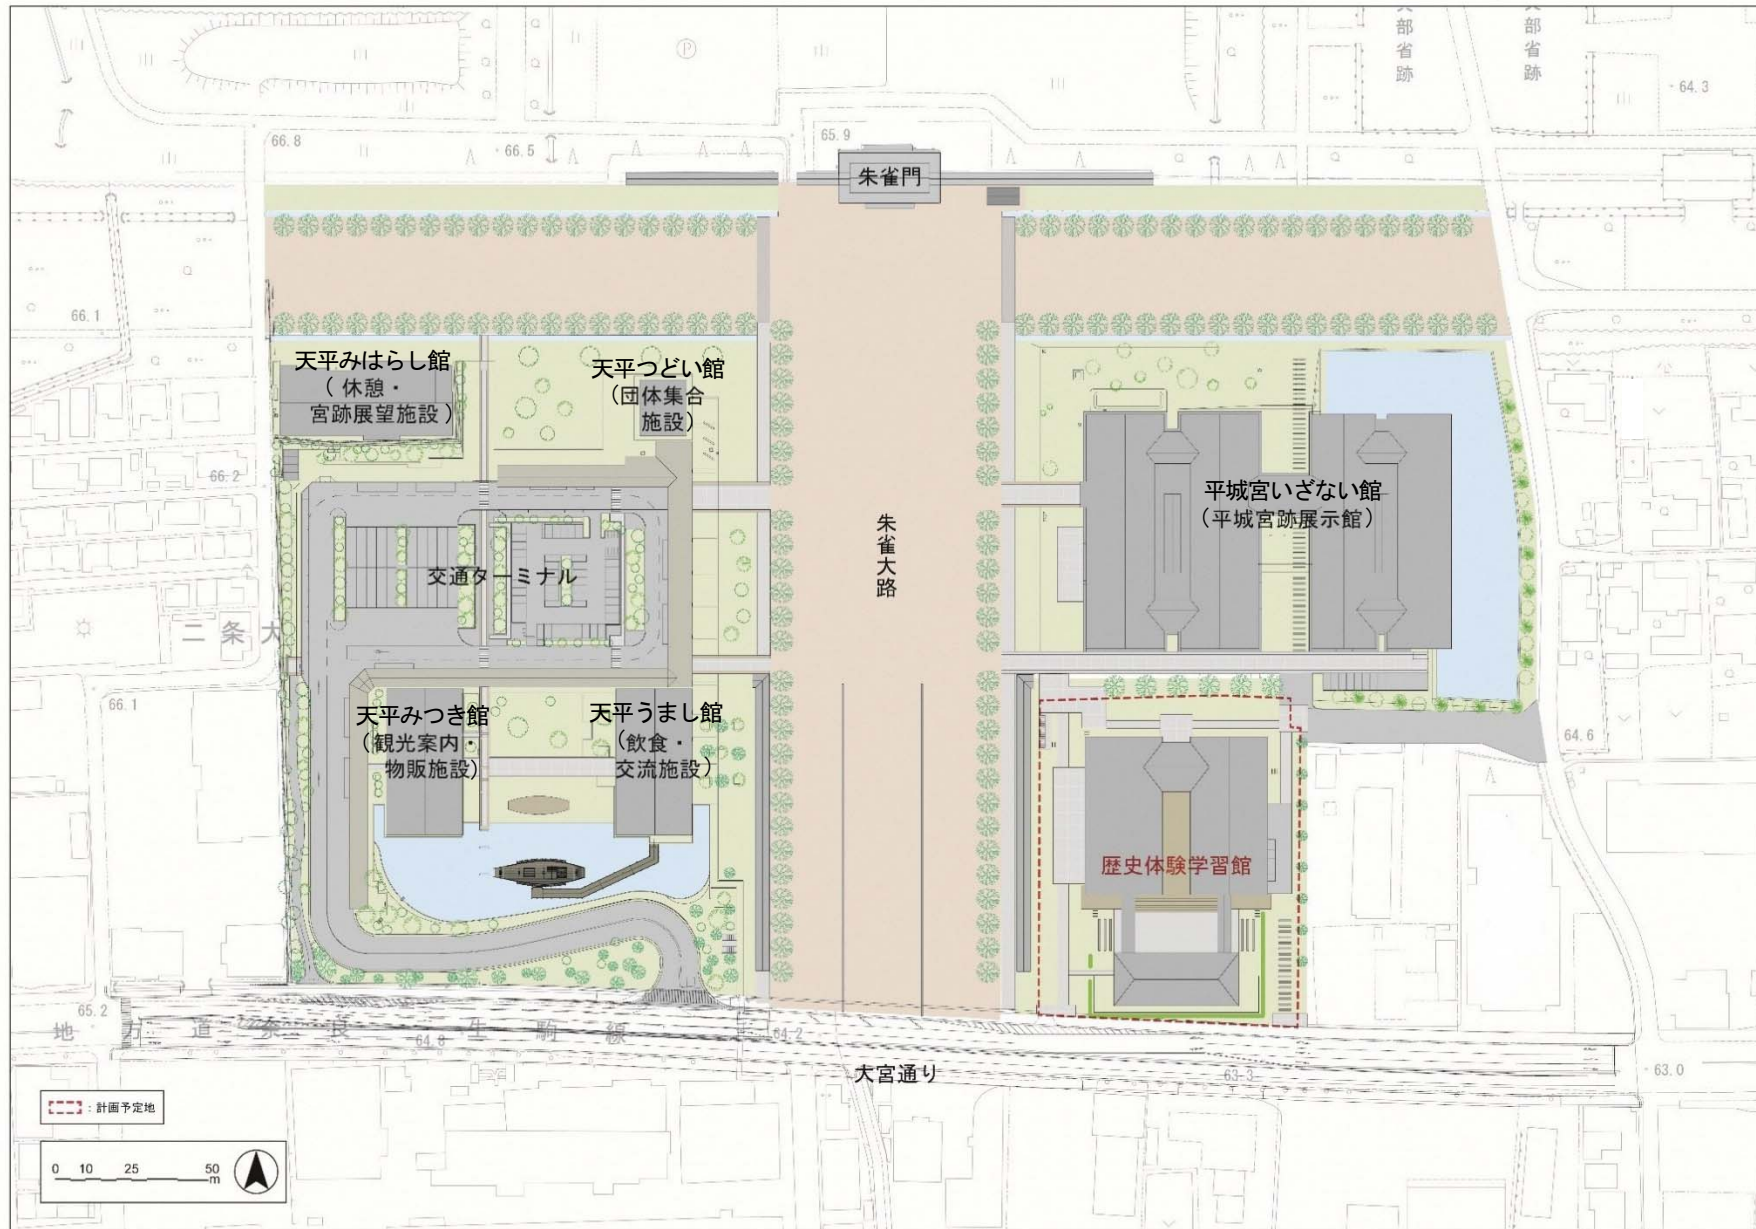 部省跡
部省跡
64.3
Ⓟ
66.8
66.5
65.9
朱雀門
66.1
天平みはらし館
(休憩・
宮跡展望施設)
天平つどい館
(団体集合
施設)
66.2
平城宮いざない館
(平城宮跡展示館)
朱雀大路
交通ターミナル
二条大
66.1
天平みつき館
(観光案内・
物販施設)
天平うまし館
(飲食・
交流施設)
64.6
歴史体験学習館
65.2
地方道奈良生駒線
64.8
64.2
大宮通り
63.3
63.0
:計画予定地
0 10 25 50
m